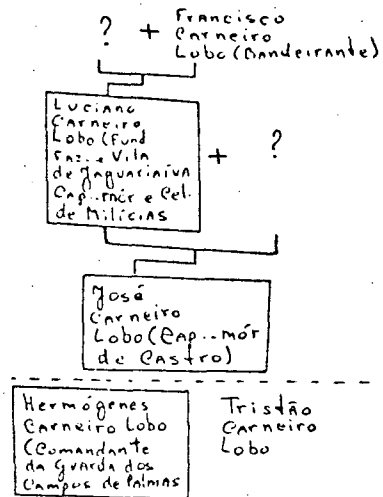 ? + Francisco
Carneiro
Lobo (Bandeirante)
Luciano
Carneiro
Lobo (Fund
Faz. e Vila
de Jaguariaíva
Cap..mór e Cel.
de Milícias
+ ?
José
Carneiro
Lobo (Cap..mór
de Castro)
Hermógenes
Carneiro Lobo
(Comandante
da Guarda dos
Campos de Palmas
Tristão
Carneiro
Lobo